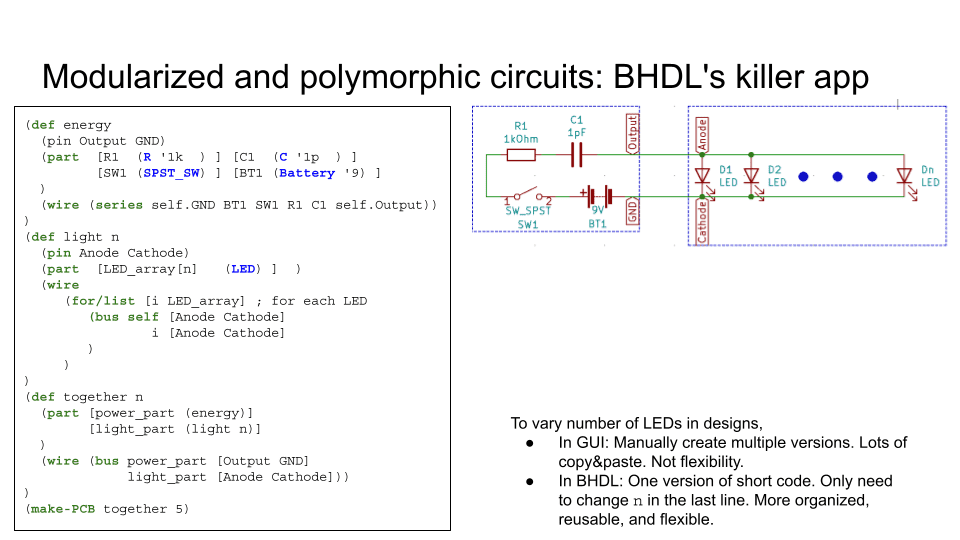 Modularized and polymorphic circuits: BHDL's killer app
(def energy
(pin Output GND)
(part [R1 (R '1k ) ] [C1 (C '1p ) ]
[SW1 (SPST_SW) ] [BT1 (Battery '9) ]
)
(wire (series self.GND BT1 SW1 R1 C1 self.Output))
)
(def light n
(pin Anode Cathode)
(part [LED_array[n] (LED) ] )
(wire
(for/list [i LED_array] ; for each LED
(bus self [Anode Cathode]
i [Anode Cathode]
)
)
)
(def together n
(part [power_part (energy)]
[light_part (light n)]
)
(wire (bus power_part [Output GND]
light_part [Anode Cathode]))
)
(make-PCB together 5)
R1
1kOhm
C1
1pF
Output
1
2
SW_SPST
SW1
+
9V
BT1
GND
Anode
D1
LED
D2
LED
Dn
LED
Cathode
To vary number of LEDs in designs,
● In GUI: Manually create multiple versions. Lots of
copy&paste. Not flexibility.
● In BHDL: One version of short code. Only need
to change n in the last line. More organized,
reusable, and flexible.